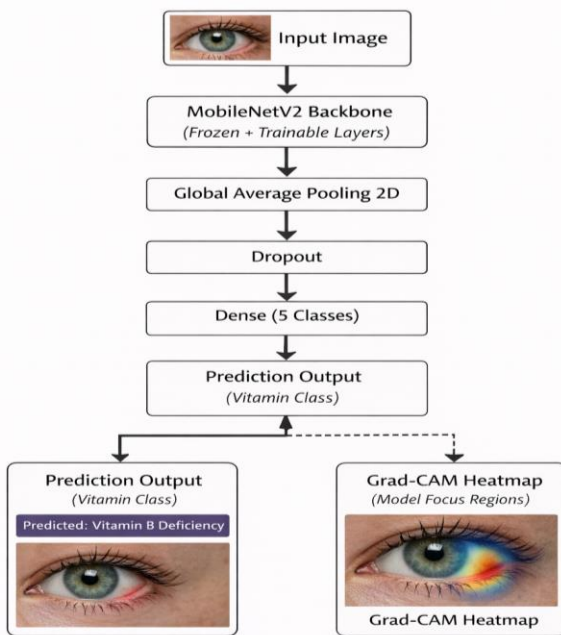 Input Image
MobileNetV2 Backbone
(Frozen + Trainable Layers)
Global Average Pooling 2D
Dropout
Dense (5 Classes)
Prediction Output
(Vitamin Class)
Prediction Output
(Vitamin Class)
Predicted: Vitamin B Deficiency
Grad-CAM Heatmap
(Model Focus Regions)
Grad-CAM Heatmap